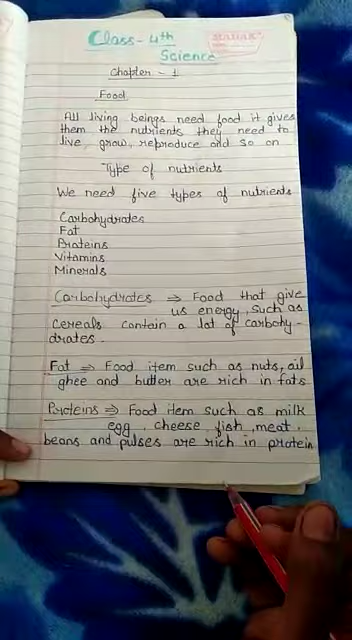 Class - 4th
Science
Chapter - 1
Food
All living beings need food it gives
them the nutrients they need to
live, grow, reproduce and so on
Type of nutrients
We need five types of nutrients
Carbohydrates
Fat
Proteins
Vitamins
Minerals
Carbohydrates ⇒ Food that give
us energy, such as
cereals contain a lot of carbohy-
drates.
Fat ⇒ Food item such as nuts, oil
ghee and butter are rich in fats
Proteins ⇒ Food item such as milk
egg, cheese, fish, meat,
beans and pulses are rich in protein